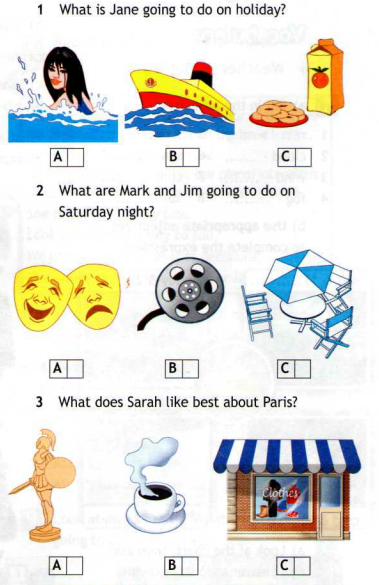 1 What is Jane going to do on holiday?
A B C
2 What are Mark and Jim going to do on
Saturday night?
A B C
3 What does Sarah like best about Paris?
Clothes
A B C